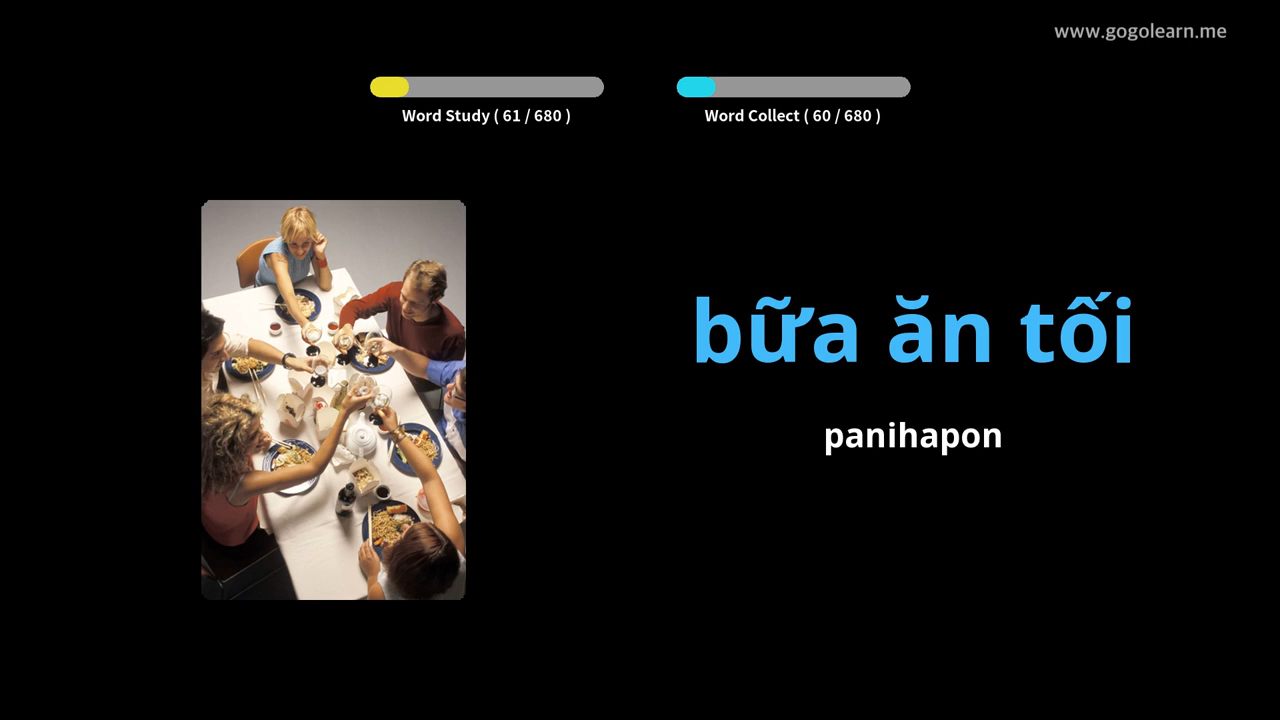 www.gogolearn.me
Word Study ( 61 / 680 )
Word Collect ( 60 / 680 )
bữa ăn tối
panihapon